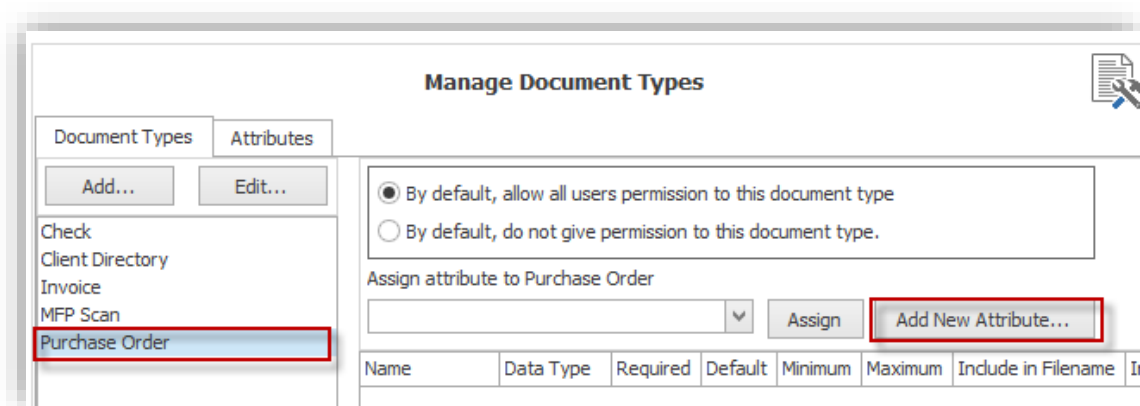 Manage Document Types
Document Types Attributes
Add... Edit...
Check
Client Directory
Invoice
MFP Scan
Purchase Order
By default, allow all users permission to this document type
By default, do not give permission to this document type.
Assign attribute to Purchase Order
Assign Add New Attribute...
Name Data Type Required Default Minimum Maximum Include in Filename